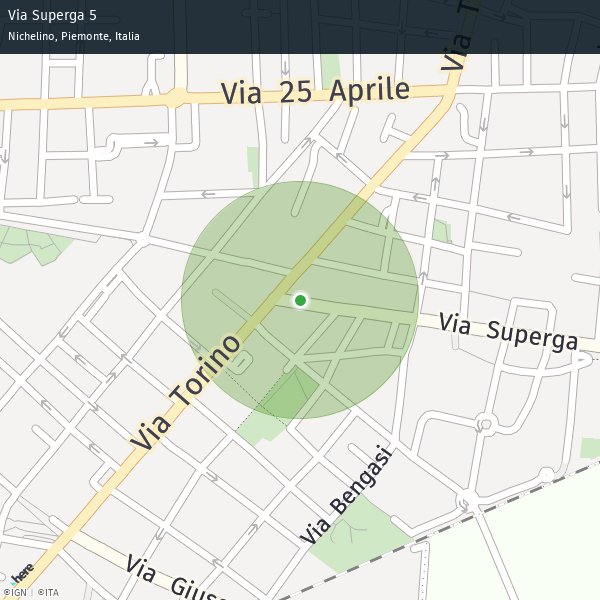 Via Superga 5
Nichelino, Piemonte, Italia
Via T
Via 25 Aprile
Via Superga
Via Torino
Via Bengasi
Via Gius
here
©IGN | ©ITA